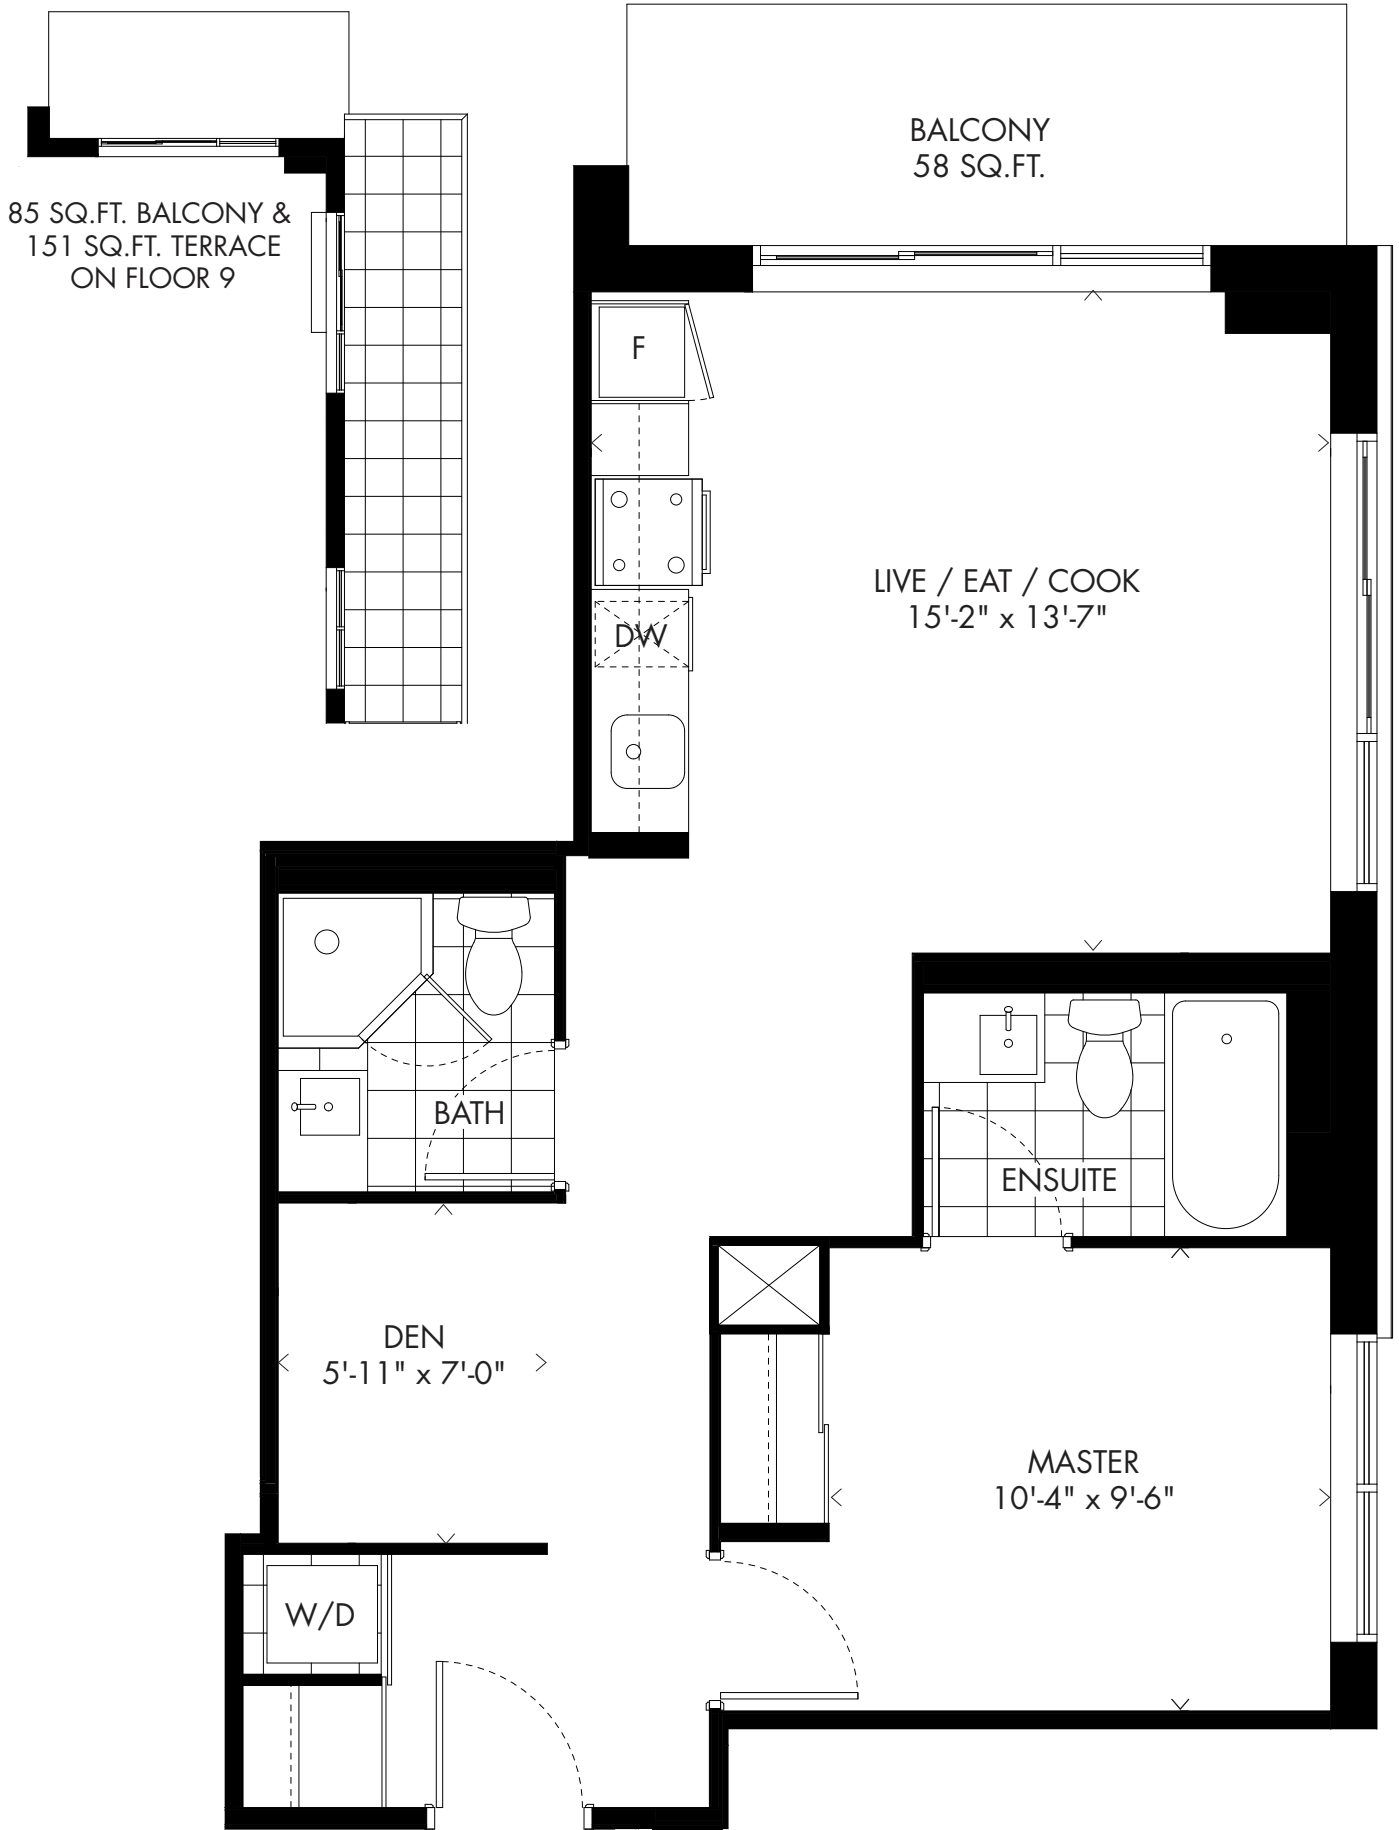 BALCONY
58 SQ.FT.
85 SQ.FT. BALCONY &
151 SQ.FT. TERRACE
ON FLOOR 9
F
LIVE / EAT / COOK
15'-2" x 13'-7"
DW
BATH
ENSUITE
DEN
5'-11" x 7'-0"
MASTER
10'-4" x 9'-6"
W/D